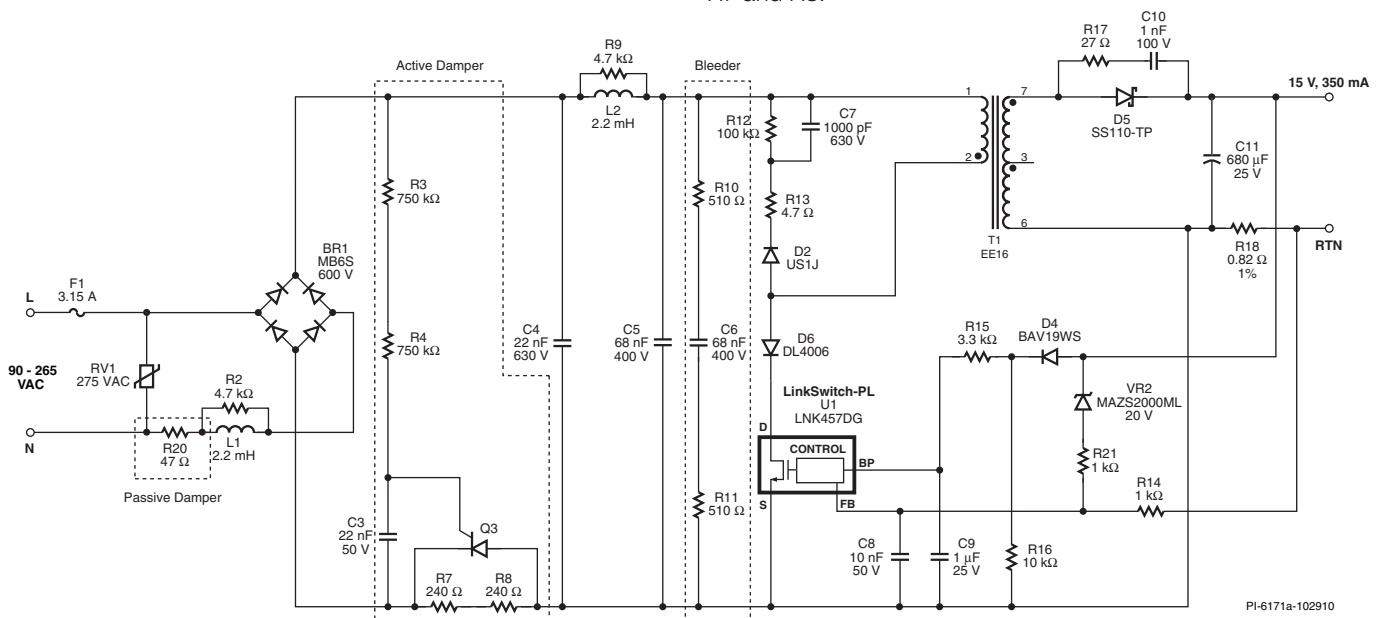 Active Damper
R9
4.7 kΩ
L2
2.2 mH
Bleeder
R12
100 kΩ
C7
1000 pF
630 V
1
2
7
3
6
T1
EE16
R17
27 Ω
C10
1 nF
100 V
D5
SS110-TP
15 V, 350 mA
C11
680 µF
25 V
R18
0.82 Ω
1%
RTN
R3
750 kΩ
R10
510 Ω
R13
4.7 Ω
D2
US1J
BR1
MB6S
600 V
F1
3.15 A
L
90 - 265
VAC
RV1
275 VAC
R2
4.7 kΩ
L1
2.2 mH
N
R20
47 Ω
Passive Damper
R4
750 kΩ
C4
22 nF
630 V
C5
68 nF
400 V
C6
68 nF
400 V
D6
DL4006
R15
3.3 kΩ
D4
BAV19WS
VR2
MAZS2000ML
20 V
LinkSwitch-PL
U1
LNK457DG
D
CONTROL
BP
S
FB
R21
1 kΩ
R14
1 kΩ
C3
22 nF
50 V
Q3
R7
240 Ω
R8
240 Ω
R11
510 Ω
C8
10 nF
50 V
C9
1 µF
25 V
R16
10 kΩ
PI-6171a-102910